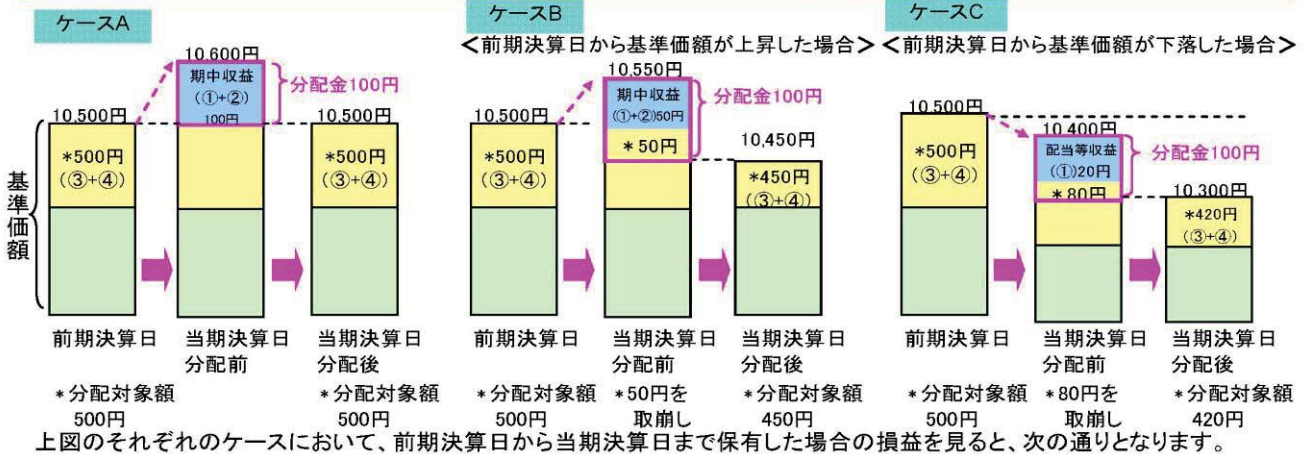 ケースA
10,600円
期中収益
(①+②)
100円
分配金100円
10,500円
10,500円
*500円
(③+④)
*500円
(③+④)
基準価額
前期決算日
当期決算日
分配前
当期決算日
分配後
*分配対象額
500円
*分配対象額
500円
ケースB
<前期決算日から基準価額が上昇した場合>
10,550円
期中収益
(①+②)50円
*50円
分配金100円
10,500円
10,450円
*500円
(③+④)
*450円
(③+④)
前期決算日
当期決算日
分配前
当期決算日
分配後
*分配対象額
500円
*50円を
取崩し
*分配対象額
450円
ケースC
<前期決算日から基準価額が下落した場合>
10,500円
10,400円
配当等収益
(①)20円
*80円
分配金100円
10,300円
*500円
(③+④)
*420円
(③+④)
前期決算日
当期決算日
分配前
当期決算日
分配後
*分配対象額
500円
*80円を
取崩し
*分配対象額
420円
上図のそれぞれのケースにおいて、前期決算日から当期決算日まで保有した場合の損益を見ると、次の通りとなります。